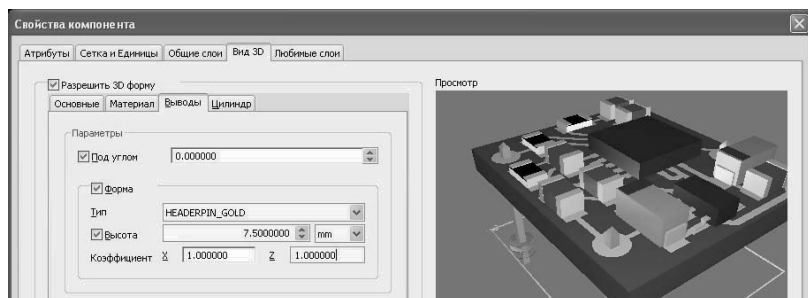 Свойства компонента
Атрибуты Сетка и Единицы Общие слои Вид 3D Любимые слои
Разрешить 3D форму
Просмотр
Основные Материал Выводы Цилиндр
Параметры
Под углом 0.000000
Форма
Тип HEADERPIN_GOLD
Высота 7.5000000 mm
Коэффициент X 1.000000 Z 1.000000